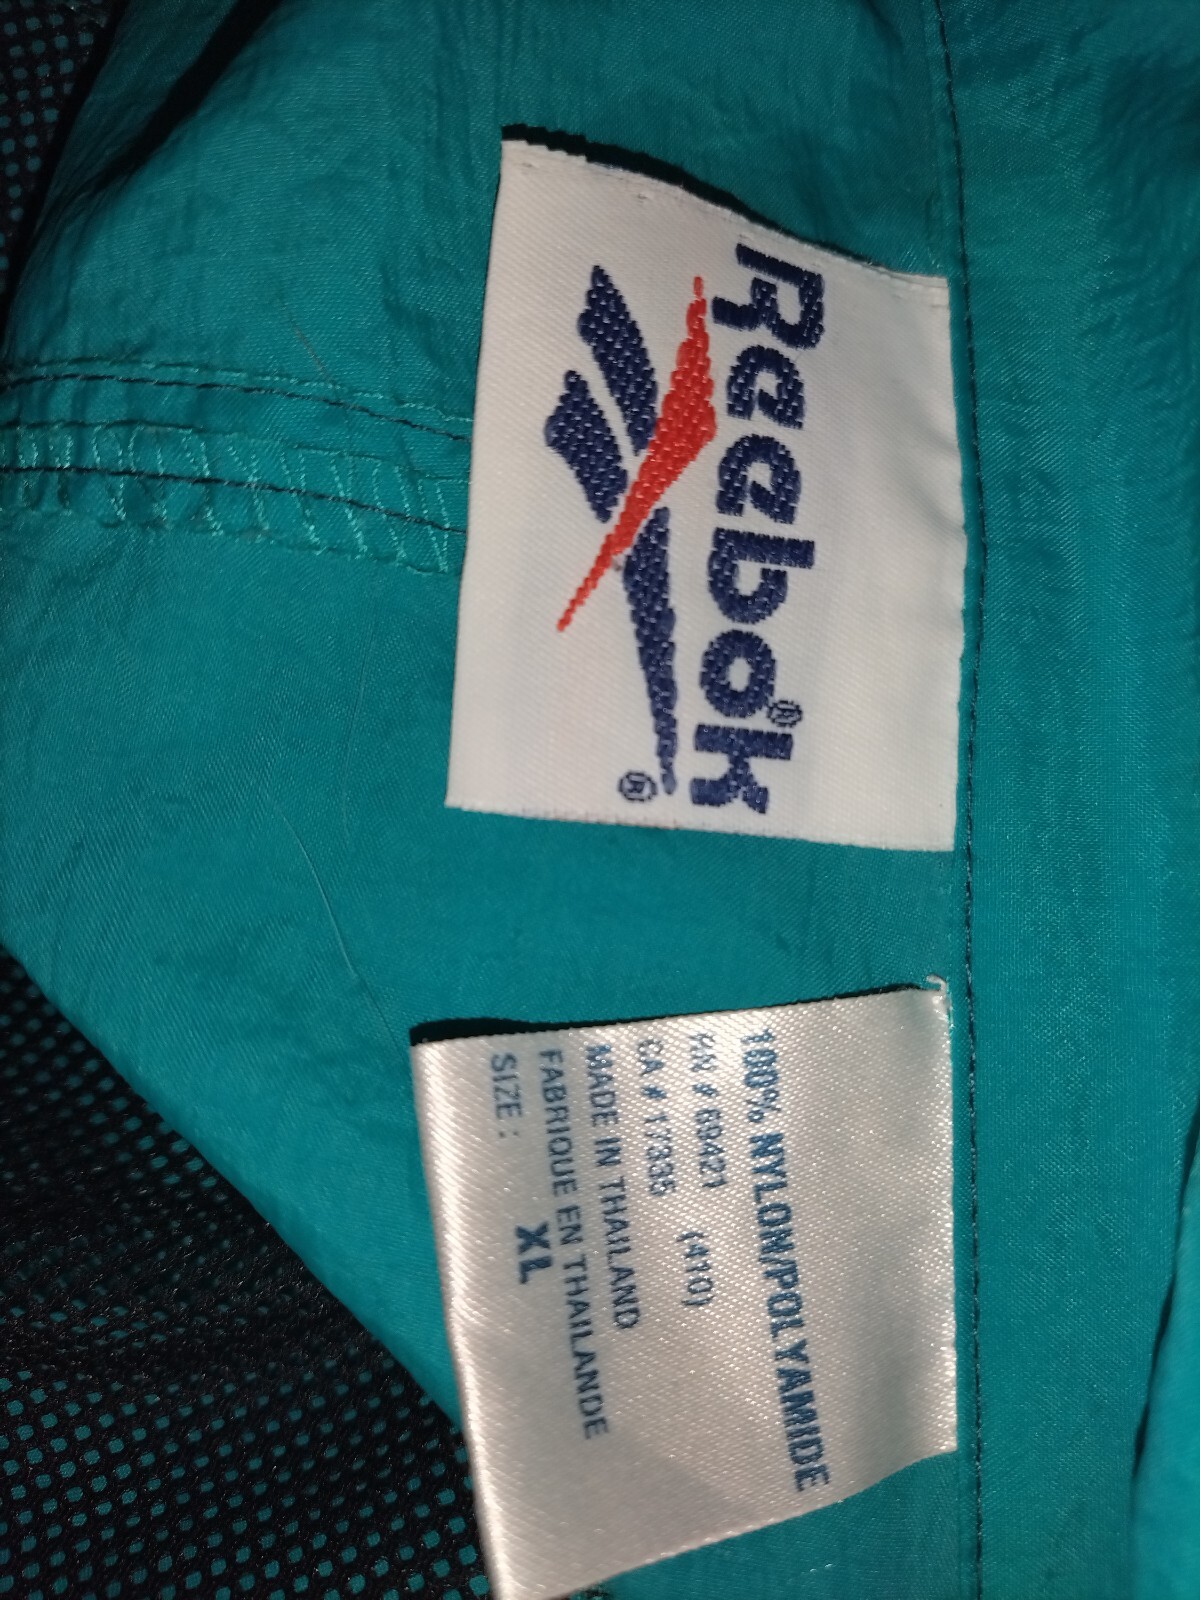 Reebok®
®
100% NYLON/POLYAMIDE
RN # 69421 (410)
CA # 17335
MADE IN THAILAND
FABRIQUE EN THAILANDE
SIZE: XL